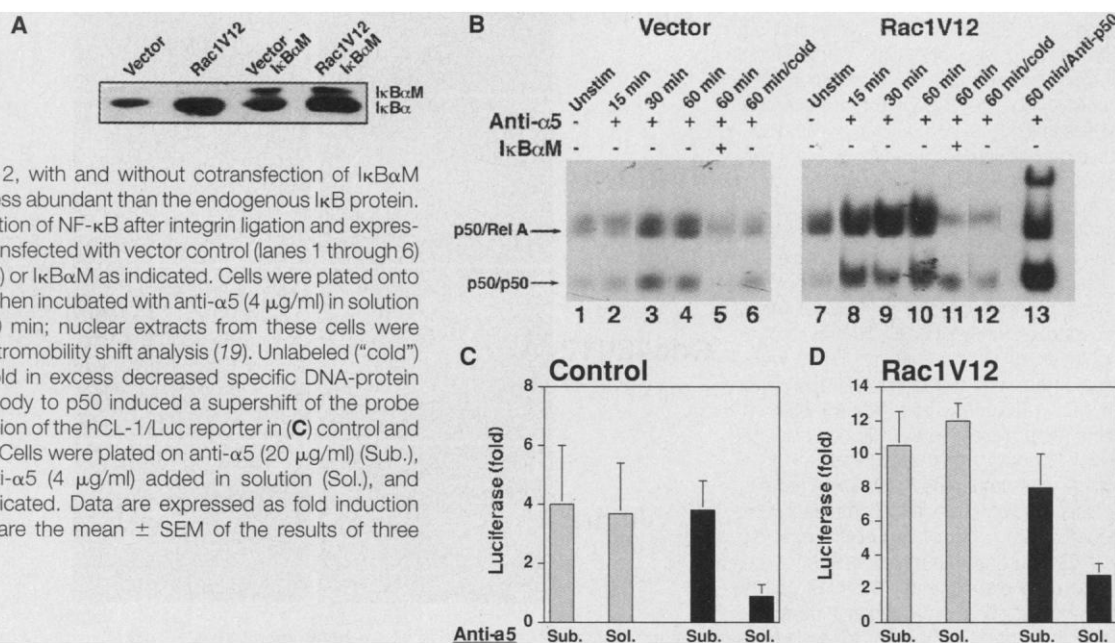 A
Vector
Rac1V12
Vector IκBαM
Rac1V12 IκBαM
IκBαM
IκBα
2, with and without cotransfection of IκBαM
ss abundant than the endogenous IκB protein.
tion of NF-κB after integrin ligation and expres-
nsfected with vector control (lanes 1 through 6)
) or IκBαM as indicated. Cells were plated onto
hen incubated with anti-α5 (4 μg/ml) in solution
) min; nuclear extracts from these cells were
tromobility shift analysis (19). Unlabeled ("cold")
old in excess decreased specific DNA-protein
ody to p50 induced a supershift of the probe
ion of the hCL-1/Luc reporter in (C) control and
Cells were plated on anti-α5 (20 μg/ml) (Sub.),
ti-α5 (4 μg/ml) added in solution (Sol.), and
licated. Data are expressed as fold induction
are the mean ± SEM of the results of three
B
Vector
Rac1V12
Unstim
15 min
30 min
60 min
60 min
60 min/cold
Unstim
15 min
30 min
60 min
60 min
60 min/cold
60 min/Anti-p50
Anti-α5 - + + + + + - + + + + + +
IκBαM + +
p50/Rel A
p50/p50
1 2 3 4 5 6 7 8 9 10 11 12 13
C Control
Luciferase (fold)
8
6
4
2
0
Anti-a5 Sub. Sol. Sub. Sol.
D Rac1V12
Luciferase (fold)
14
12
10
8
6
4
2
0
Sub. Sol. Sub. Sol.